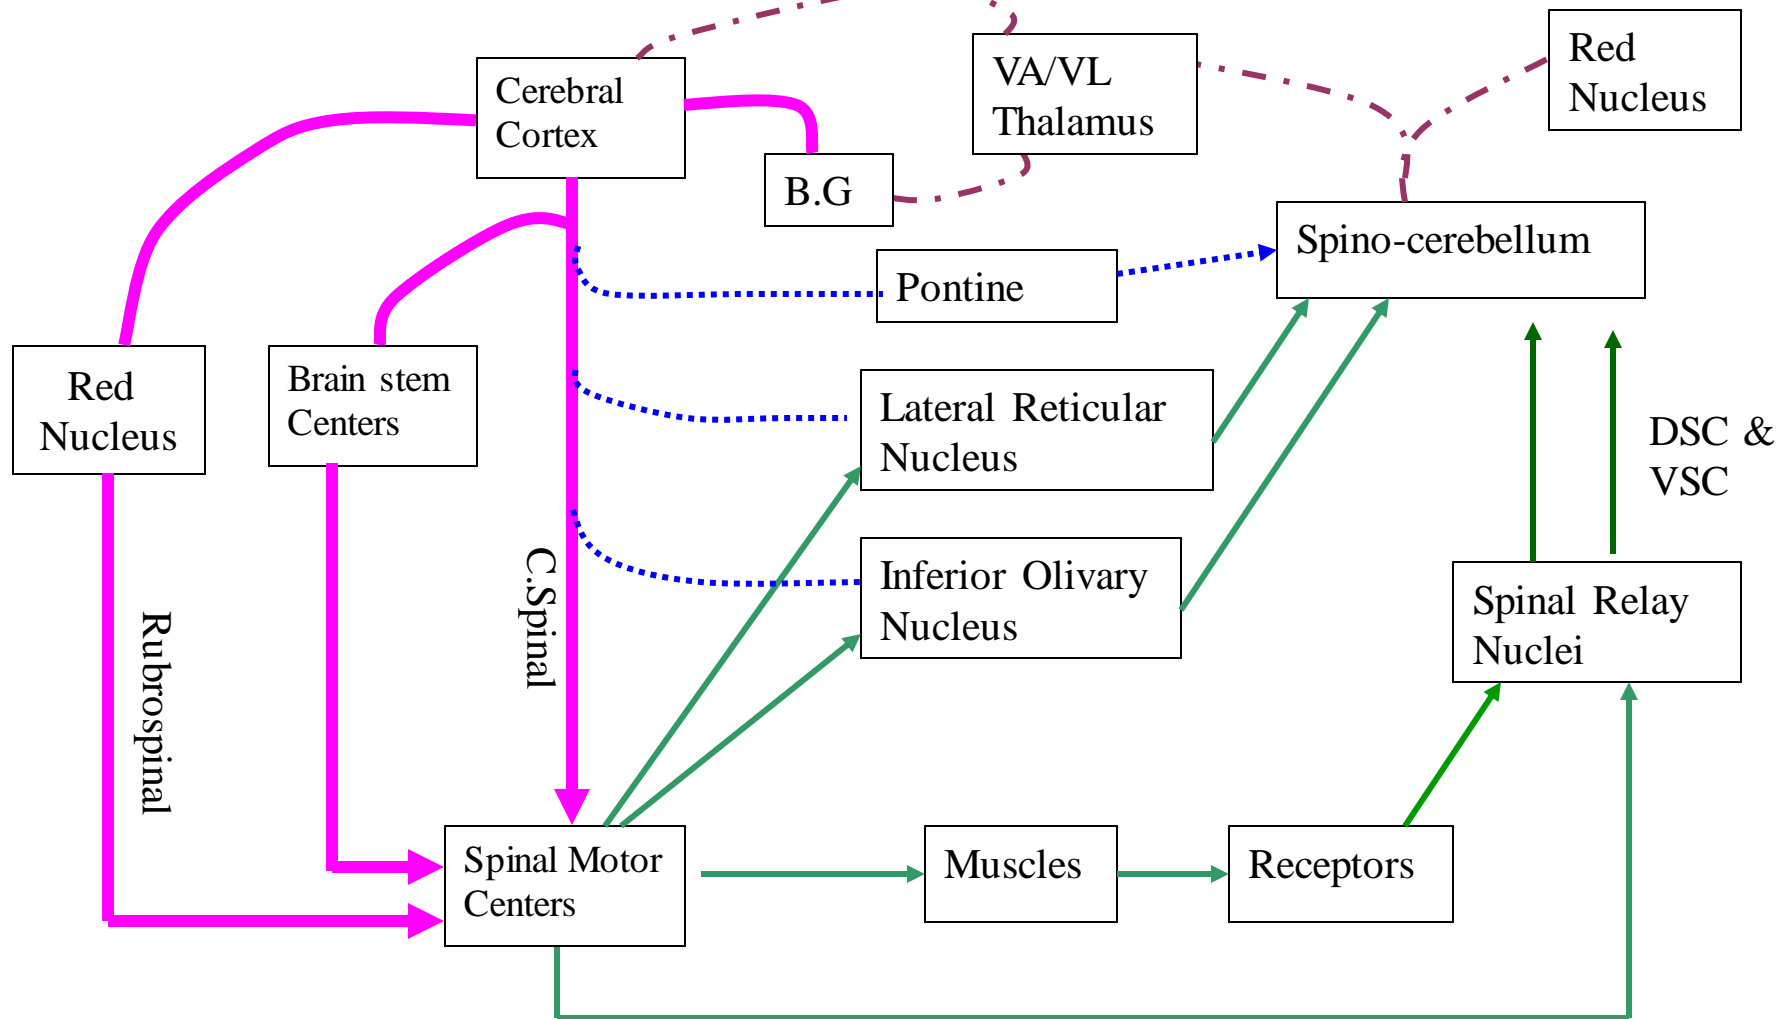 Cerebral
Cortex
VA/VL
Thalamus
Red
Nucleus
B.G
Spino-cerebellum
Pontine
Red
Nucleus
Brain stem
Centers
Lateral Reticular
Nucleus
DSC &
VSC
C.Spinal
Inferior Olivary
Nucleus
Spinal Relay
Nuclei
Rubrospinal
Spinal Motor
Centers
Muscles
Receptors